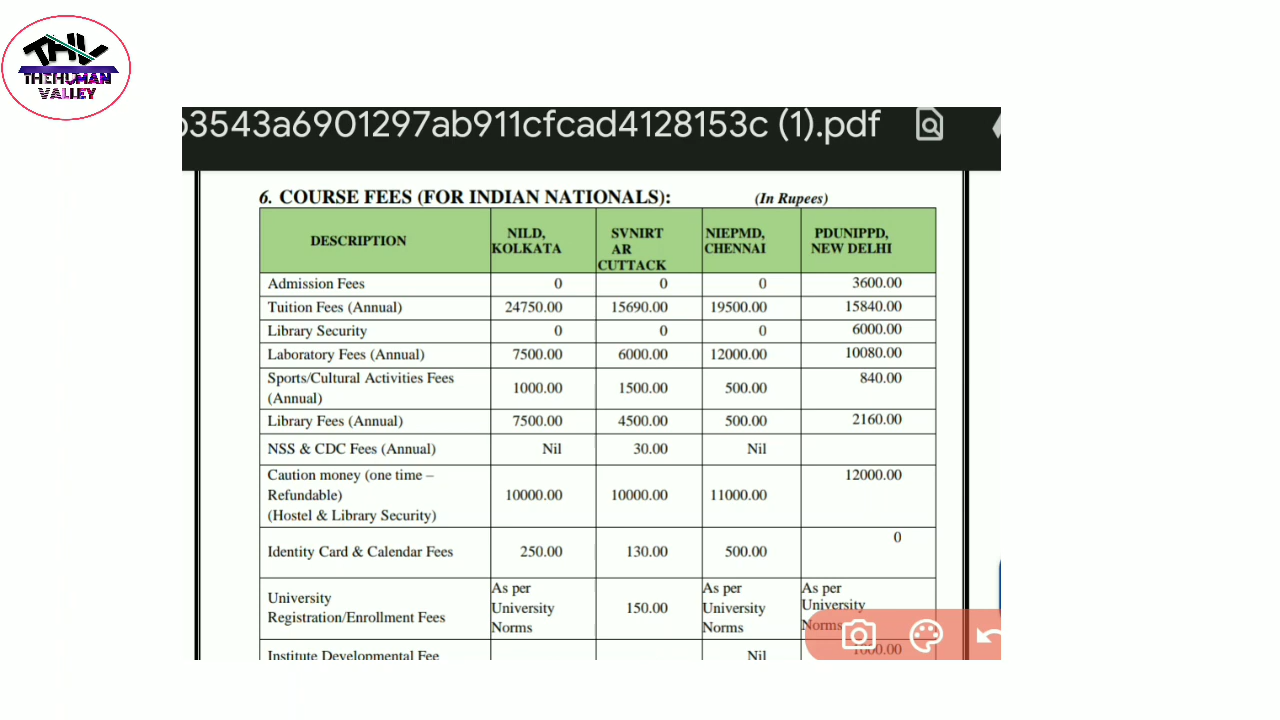 THV
THEHUMAN
VALLEY
b3543a6901297ab911cfcad4128153c (1).pdf
6. COURSE FEES (FOR INDIAN NATIONALS): (In Rupees)
DESCRIPTION NILD, KOLKATA SVNIRT AR CUTTACK NIEPMD, CHENNAI PDUNIPPD, NEW DELHI
Admission Fees 0 0 0 3600.00
Tuition Fees (Annual) 24750.00 15690.00 19500.00 15840.00
Library Security 0 0 0 6000.00
Laboratory Fees (Annual) 7500.00 6000.00 12000.00 10080.00
Sports/Cultural Activities Fees (Annual) 1000.00 1500.00 500.00 840.00
Library Fees (Annual) 7500.00 4500.00 500.00 2160.00
NSS & CDC Fees (Annual) Nil 30.00 Nil
Caution money (one time – Refundable) (Hostel & Library Security) 10000.00 10000.00 11000.00 12000.00
Identity Card & Calendar Fees 250.00 130.00 500.00 0
University Registration/Enrollment Fees As per University Norms 150.00 As per University Norms As per University Norms
Institute Developmental Fee Nil 1000.00